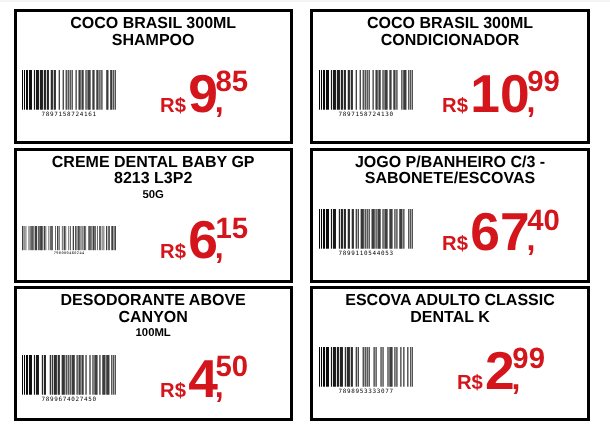 COCO BRASIL 300ML
SHAMPOO
7897158724161
R$ 9,85
COCO BRASIL 300ML
CONDICIONADOR
7897158724130
R$ 10,99
CREME DENTAL BABY GP
8213 L3P2
50G
R$ 6,15
JOGO P/BANHEIRO C/3 -
SABONETE/ESCOVAS
7899110544053
R$ 67,40
DESODORANTE ABOVE
CANYON
100ML
7899674027450
R$ 4,50
ESCOVA ADULTO CLASSIC
DENTAL K
7898953333077
R$ 2,99